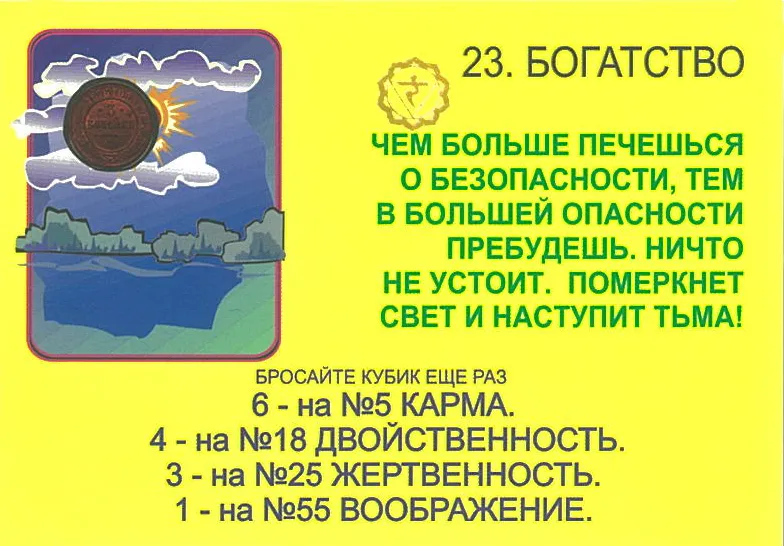 23. БОГАТСТВО
ЧЕМ БОЛЬШЕ ПЕЧЕШЬСЯ
О БЕЗОПАСНОСТИ, ТЕМ
В БОЛЬШЕЙ ОПАСНОСТИ
ПРЕБУДЕШЬ. НИЧТО
НЕ УСТОИТ. ПОМЕРКНЕТ
СВЕТ И НАСТУПИТ ТЬМА!
БРОСАЙТЕ КУБИК ЕЩЕ РАЗ
6 - на №5 КАРМА.
4 - на №18 ДВОЙСТВЕННОСТЬ.
3 - на №25 ЖЕРТВЕННОСТЬ.
1 - на №55 ВООБРАЖЕНИЕ.